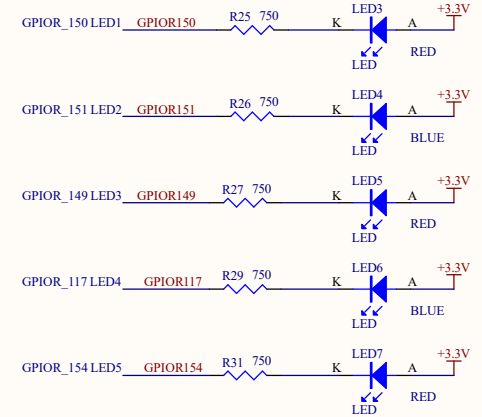 LED3 +3.3V
GPIOR_150 LED1 GPIOR150 R25 750 K A
LED RED
LED4 +3.3V
GPIOR_151 LED2 GPIOR151 R26 750 K A
LED BLUE
LED5 +3.3V
GPIOR_149 LED3 GPIOR149 R27 750 K A
LED RED
LED6 +3.3V
GPIOR_117 LED4 GPIOR117 R29 750 K A
LED BLUE
LED7 +3.3V
GPIOR_154 LED5 GPIOR154 R31 750 K A
LED RED